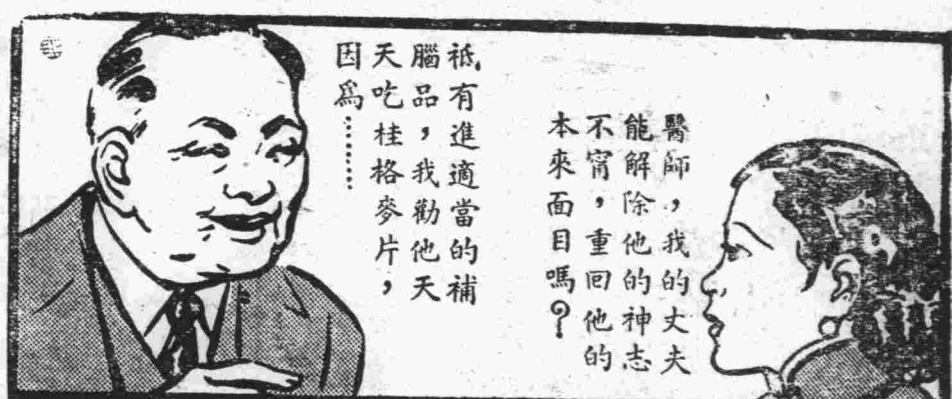 醫師，我的丈夫
能解除他的神志
不甯，重回他的
本來面目嗎？
祗有進適當的補
腦品，我勸他天
天吃桂格麥片，
因爲………